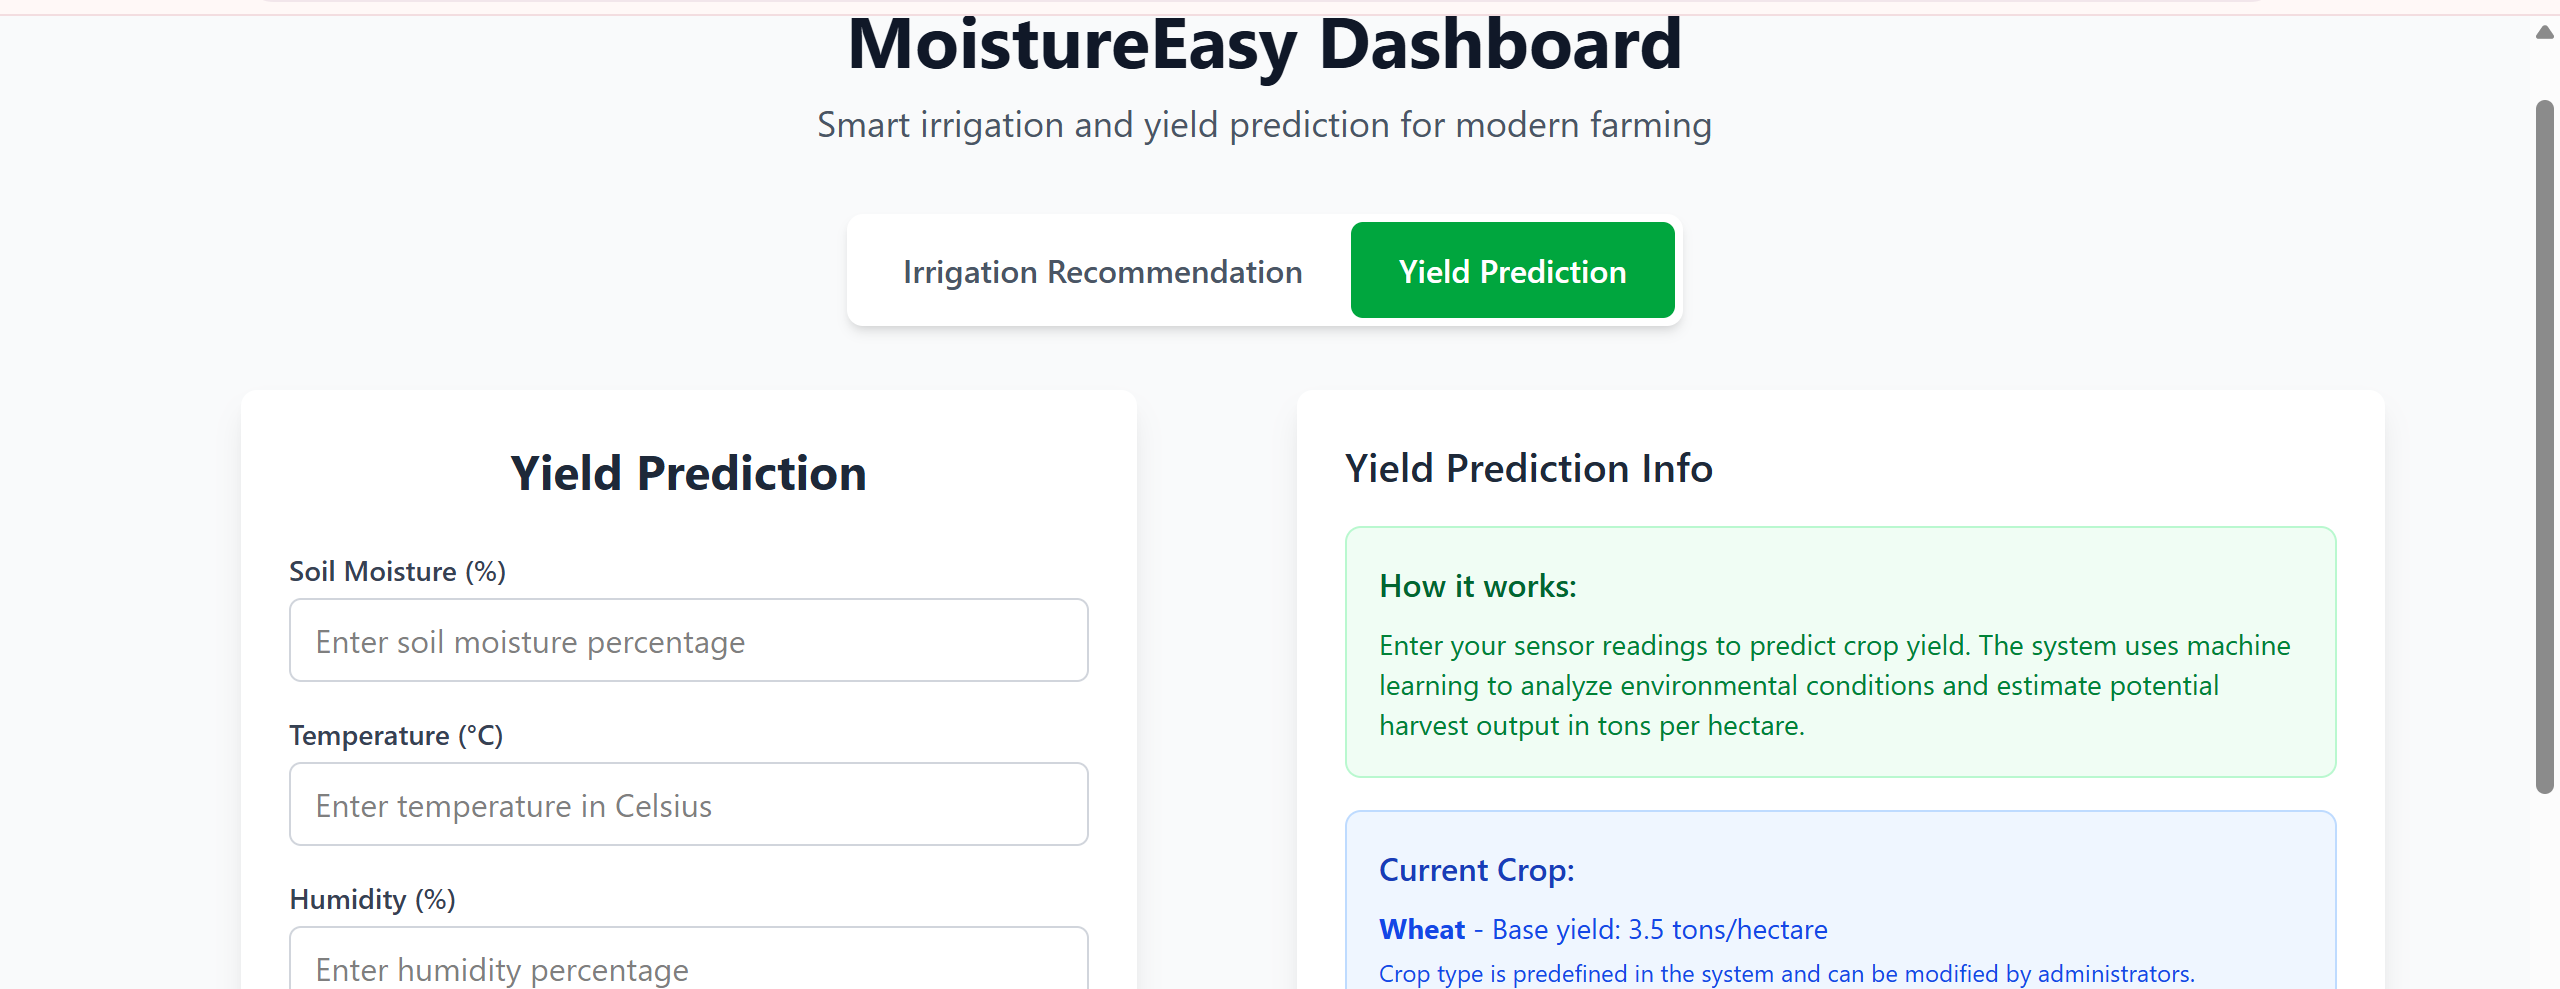 MoistureEasy Dashboard
Smart irrigation and yield prediction for modern farming
Irrigation Recommendation
Yield Prediction
Yield Prediction
Soil Moisture (%)
Enter soil moisture percentage
Temperature (°C)
Enter temperature in Celsius
Humidity (%)
Enter humidity percentage
Yield Prediction Info
How it works:
Enter your sensor readings to predict crop yield. The system uses machine
learning to analyze environmental conditions and estimate potential
harvest output in tons per hectare.
Current Crop:
Wheat - Base yield: 3.5 tons/hectare
Crop type is predefined in the system and can be modified by administrators.